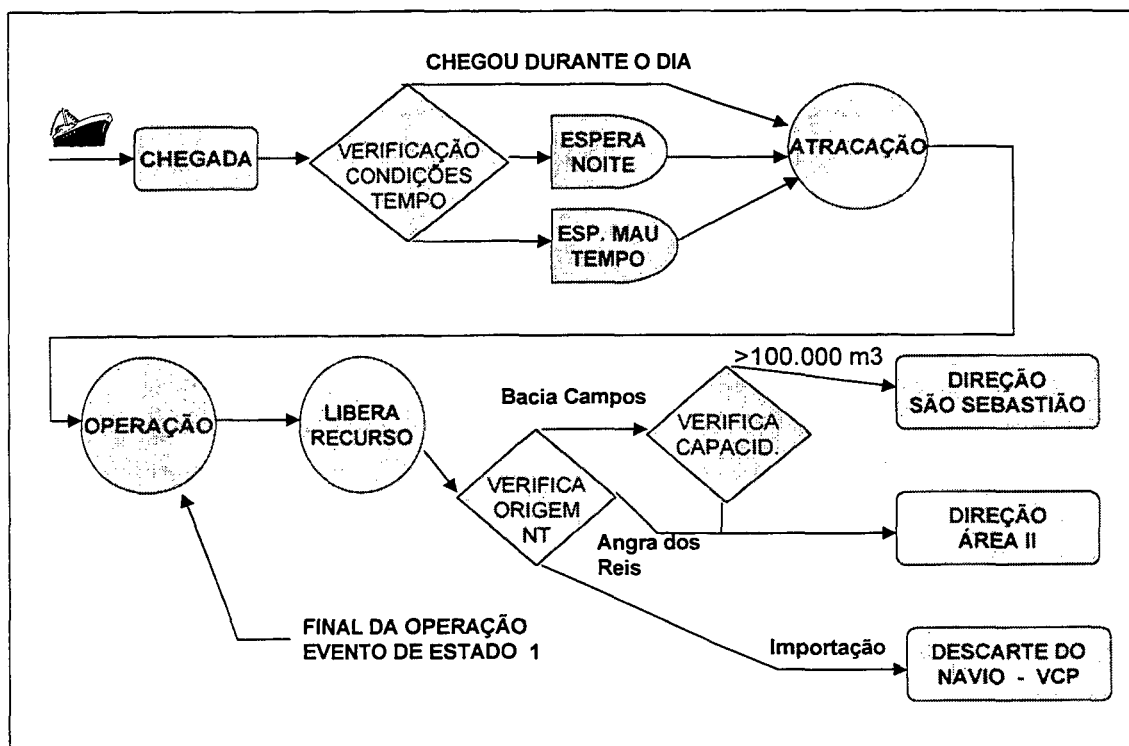 CHEGOU DURANTE O DIA
CHEGADA
VERIFICAÇÃO
CONDIÇÕES
TEMPO
ESPERA
NOITE
ATRACAÇÃO
ESP. MAU
TEMPO
OPERAÇÃO
LIBERA
RECURSO
Bacia Campos
>100.000 m3
VERIFICA
CAPACID.
DIREÇÃO
SÃO SEBASTIÃO
VERIFICA
ORIGEM
NT
Angra dos
Reis
DIREÇÃO
ÁREA II
FINAL DA OPERAÇÃO
EVENTO DE ESTADO 1
Importação
DESCARTE DO
NAVIO - VCP